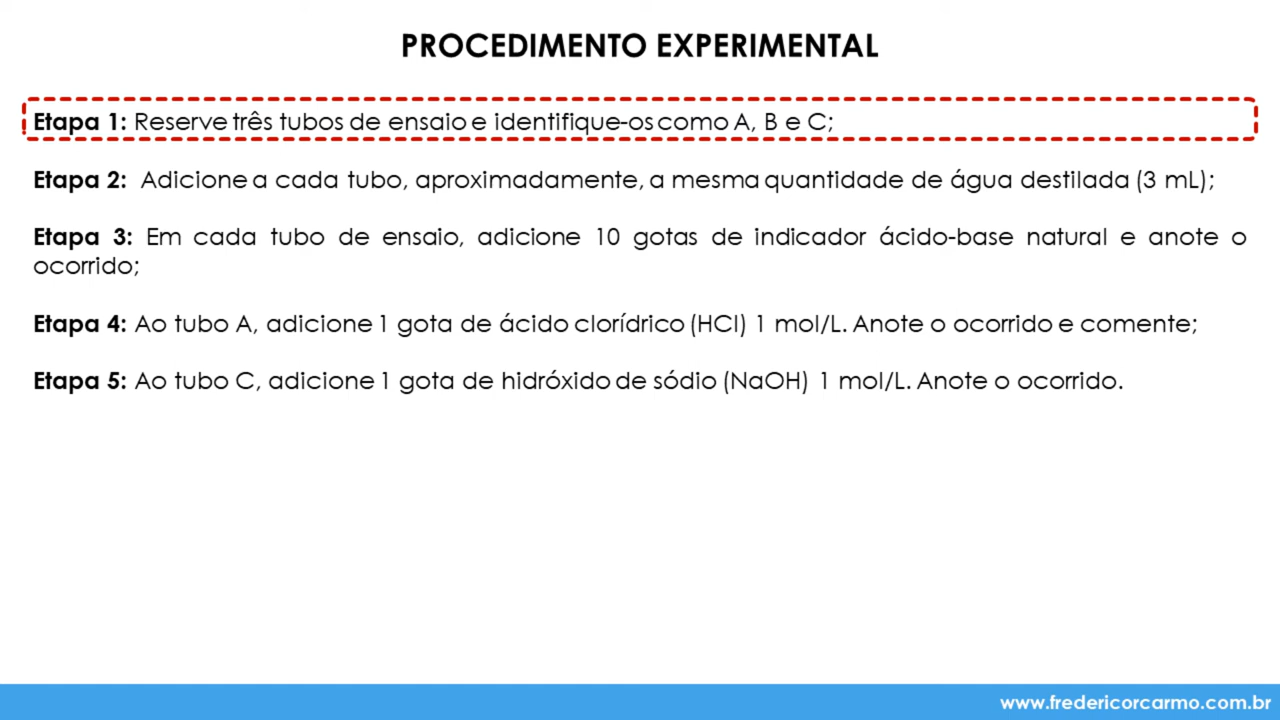 PROCEDIMENTO EXPERIMENTAL
Etapa 1: Reserve três tubos de ensaio e identifique-os como A, B e C;
Etapa 2: Adicione a cada tubo, aproximadamente, a mesma quantidade de água destilada (3 mL);
Etapa 3: Em cada tubo de ensaio, adicione 10 gotas de indicador ácido-base natural e anote o
ocorrido;
Etapa 4: Ao tubo A, adicione 1 gota de ácido clorídrico (HCl) 1 mol/L. Anote o ocorrido e comente;
Etapa 5: Ao tubo C, adicione 1 gota de hidróxido de sódio (NaOH) 1 mol/L. Anote o ocorrido.
www.fredericorcarmo.com.br